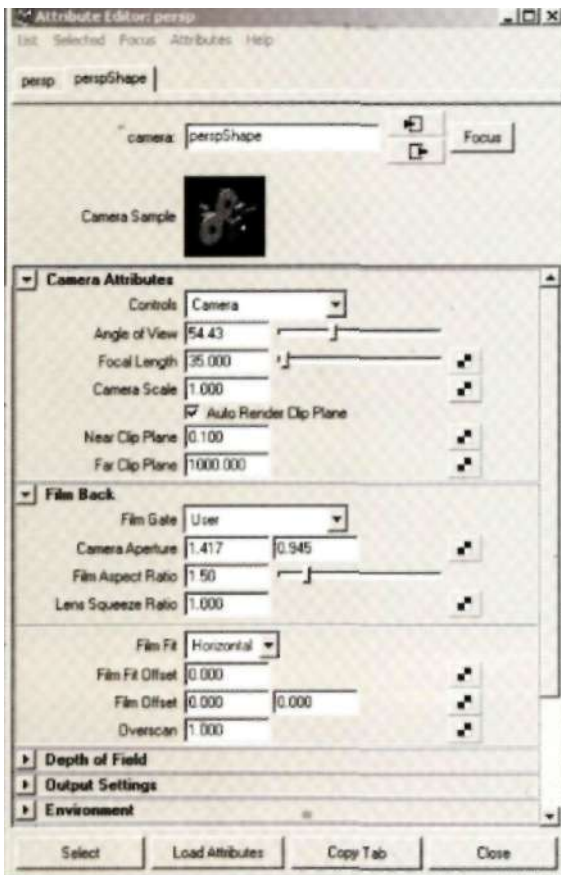 Attribute Editor: persp
List Selected Focus Attributes Help
persp perspShape
camera: perspShape Focus
Camera Sample
Camera Attributes
Controls Camera
Angle of View 54.43
Focal Length 35.000
Camera Scale 1.000
Auto Render Clip Plane
Near Clip Plane 0.100
Far Clip Plane 1000.000
Film Back
Film Gate User
Camera Aperture 1.417 0.945
Film Aspect Ratio 1.50
Lens Squeeze Ratio 1.000
Film Fit Horizontal
Film Fit Offset 0.000
Film Offset 0.000 0.000
Overscan 1.000
Depth of Field
Output Settings
Environment
Select Load Attributes Copy Tab Close